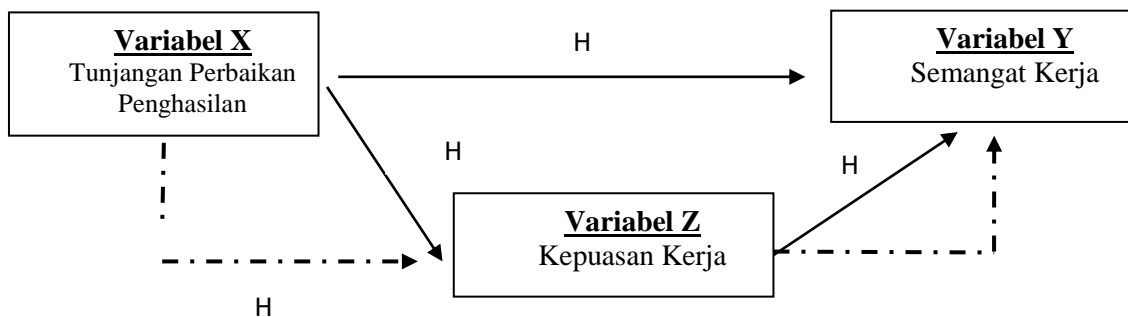 Variabel X
Tunjangan Perbaikan
Penghasilan
H
Variabel Y
Semangat Kerja
H
H
Variabel Z
Kepuasan Kerja
H